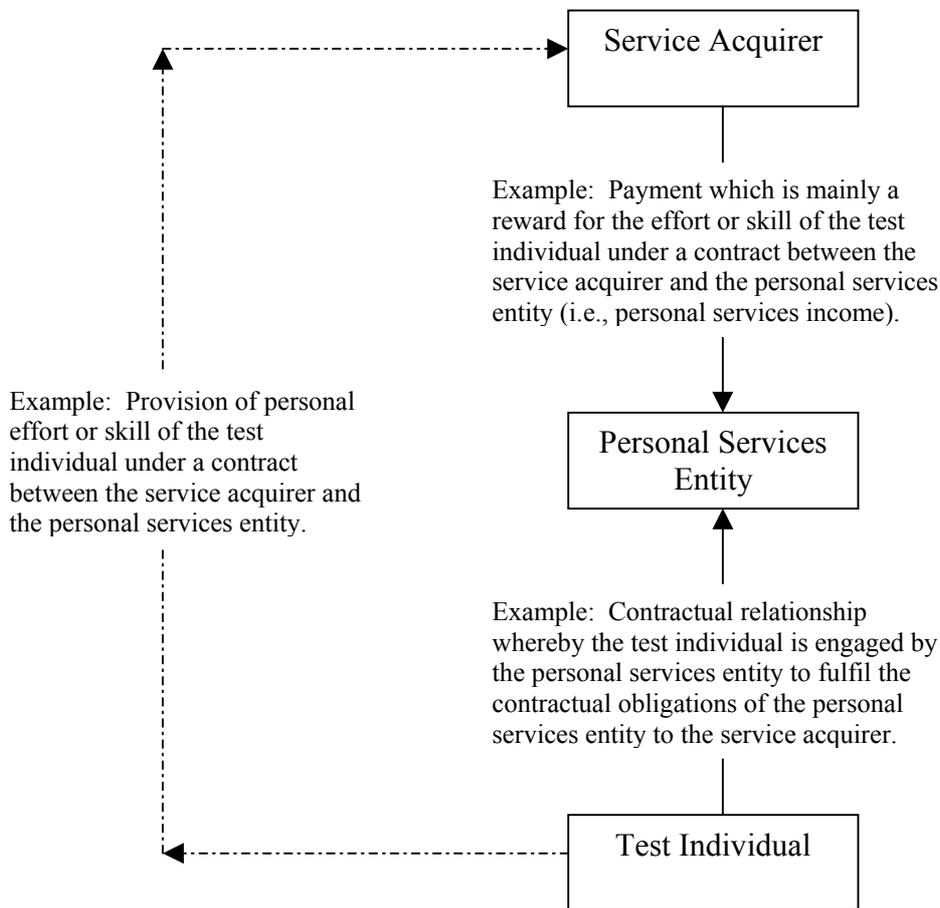 Service Acquirer
Example:  Payment which is mainly a
reward for the effort or skill of the test
individual under a contract between the
service acquirer and the personal services
entity (i.e., personal services income).
Example:  Provision of personal
effort or skill of the test
individual under a contract
between the service acquirer and
the personal services entity.
Personal Services
Entity
Example:  Contractual relationship
whereby the test individual is engaged by
the personal services entity to fulfil the
contractual obligations of the personal
services entity to the service acquirer.
Test Individual